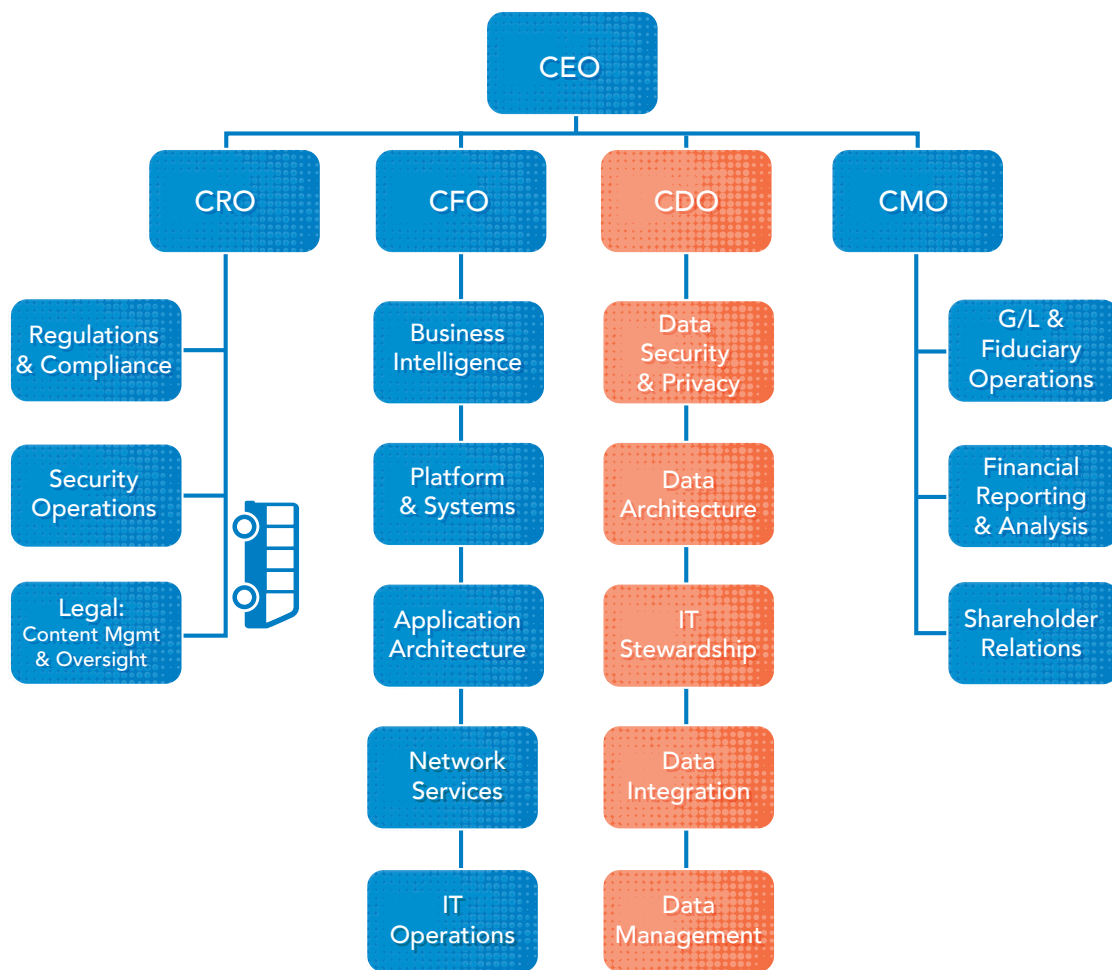 CEO
CRO
CFO
CDO
CMO
Regulations
& Compliance
Security
Operations
Legal:
Content Mgmt
& Oversight
Business
Intelligence
Platform
& Systems
Application
Architecture
Network
Services
IT
Operations
Data
Security
& Privacy
Data
Architecture
IT
Stewardship
Data
Integration
Data
Management
G/L &
Fiduciary
Operations
Financial
Reporting
& Analysis
Shareholder
Relations